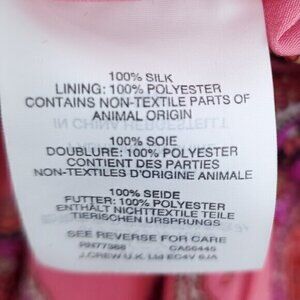 100% SILK
LINING: 100% POLYESTER
CONTAINS NON-TEXTILE PARTS OF
ANIMAL ORIGIN
100% SOIE
DOUBLURE: 100% POLYESTER
CONTIENT DES PARTIES
NON-TEXTILES D'ORIGINE ANIMALE
100% SEIDE
FUTTER: 100% POLYESTER
ENTHÄLT NICHTTEXTILE TEILE
TIERISCHEN URSPRUNGS
SEE REVERSE FOR CARE
RN77388 CA56445
J.CREW U.K. Ltd EC4V 6JA